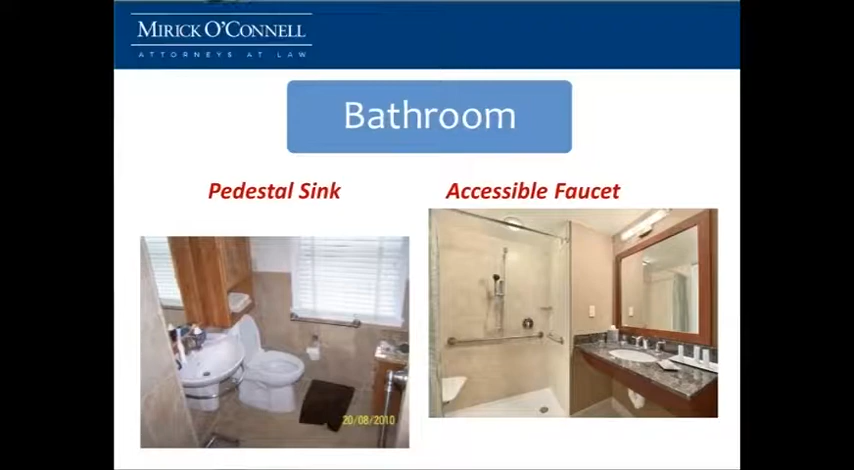 MIRICK O'CONNELL
ATTORNEYS AT LAW
Bathroom
Pedestal Sink
Accessible Faucet
20/08/2010